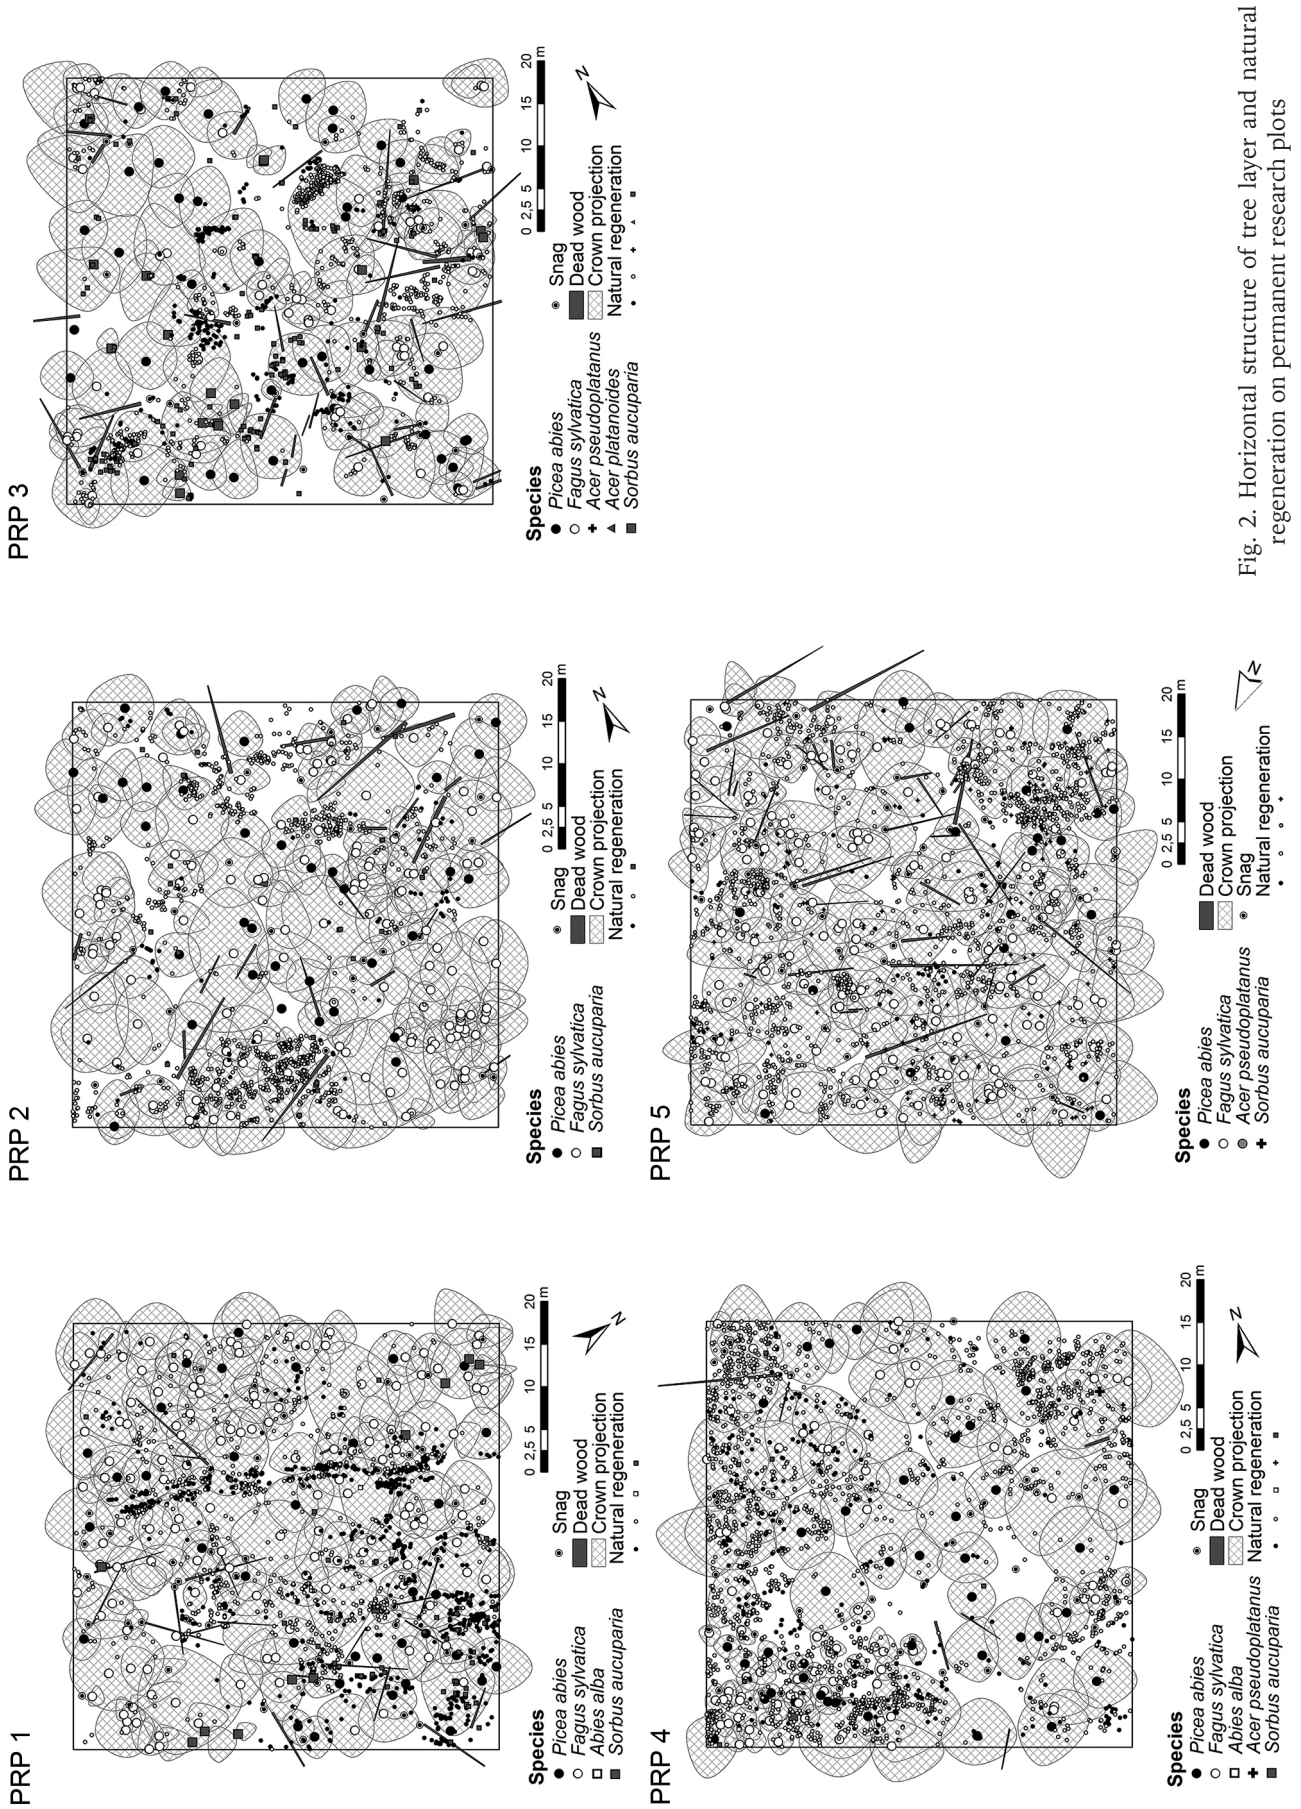 PRP 1
Species
Picea abies
Fagus sylvatica
Abies alba
Sorbus aucuparia
Snag
Dead wood
Crown projection
Natural regeneration
0 2,5 5 10 15 20
m
N
PRP 2
Species
Picea abies
Fagus sylvatica
Sorbus aucuparia
Snag
Dead wood
Crown projection
Natural regeneration
0 2,5 5 10 15 20
m
N
PRP 3
Species
Picea abies
Fagus sylvatica
Acer pseudoplatanus
Acer platanoides
Sorbus aucuparia
Snag
Dead wood
Crown projection
Natural regeneration
0 2,5 5 10 15 20
m
N
PRP 4
Species
Picea abies
Fagus sylvatica
Abies alba
Acer pseudoplatanus
Sorbus aucuparia
Snag
Dead wood
Crown projection
Natural regeneration
0 2,5 5 10 15 20
m
N
PRP 5
Species
Picea abies
Fagus sylvatica
Acer pseudoplatanus
Sorbus aucuparia
Dead wood
Crown projection
Snag
Natural regeneration
0 2,5 5 10 15 20
m
N
Fig. 2. Horizontal structure of tree layer and natural
regeneration on permanent research plots